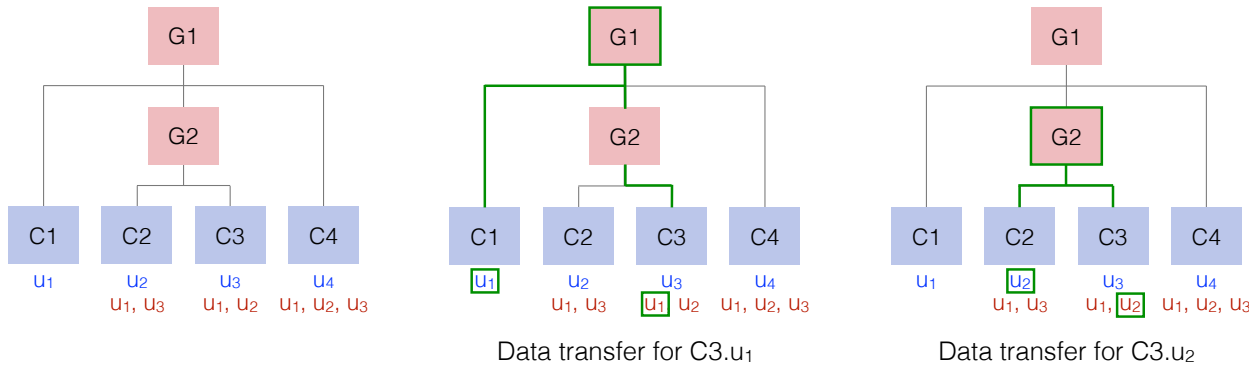 G1
G2
C1 C2 C3 C4
u₁ u₂ u₃ u₄
u₁, u₃ u₁, u₂ u₁, u₂, u₃
G1
G2
C1 C2 C3 C4
u₁ u₂ u₃ u₄
u₁, u₃ u₁ u₂ u₁, u₂, u₃
Data transfer for C3.u₁
G1
G2
C1 C2 C3 C4
u₁ u₂ u₃ u₄
u₁, u₃ u₁, u₂ u₁, u₂, u₃
Data transfer for C3.u₂